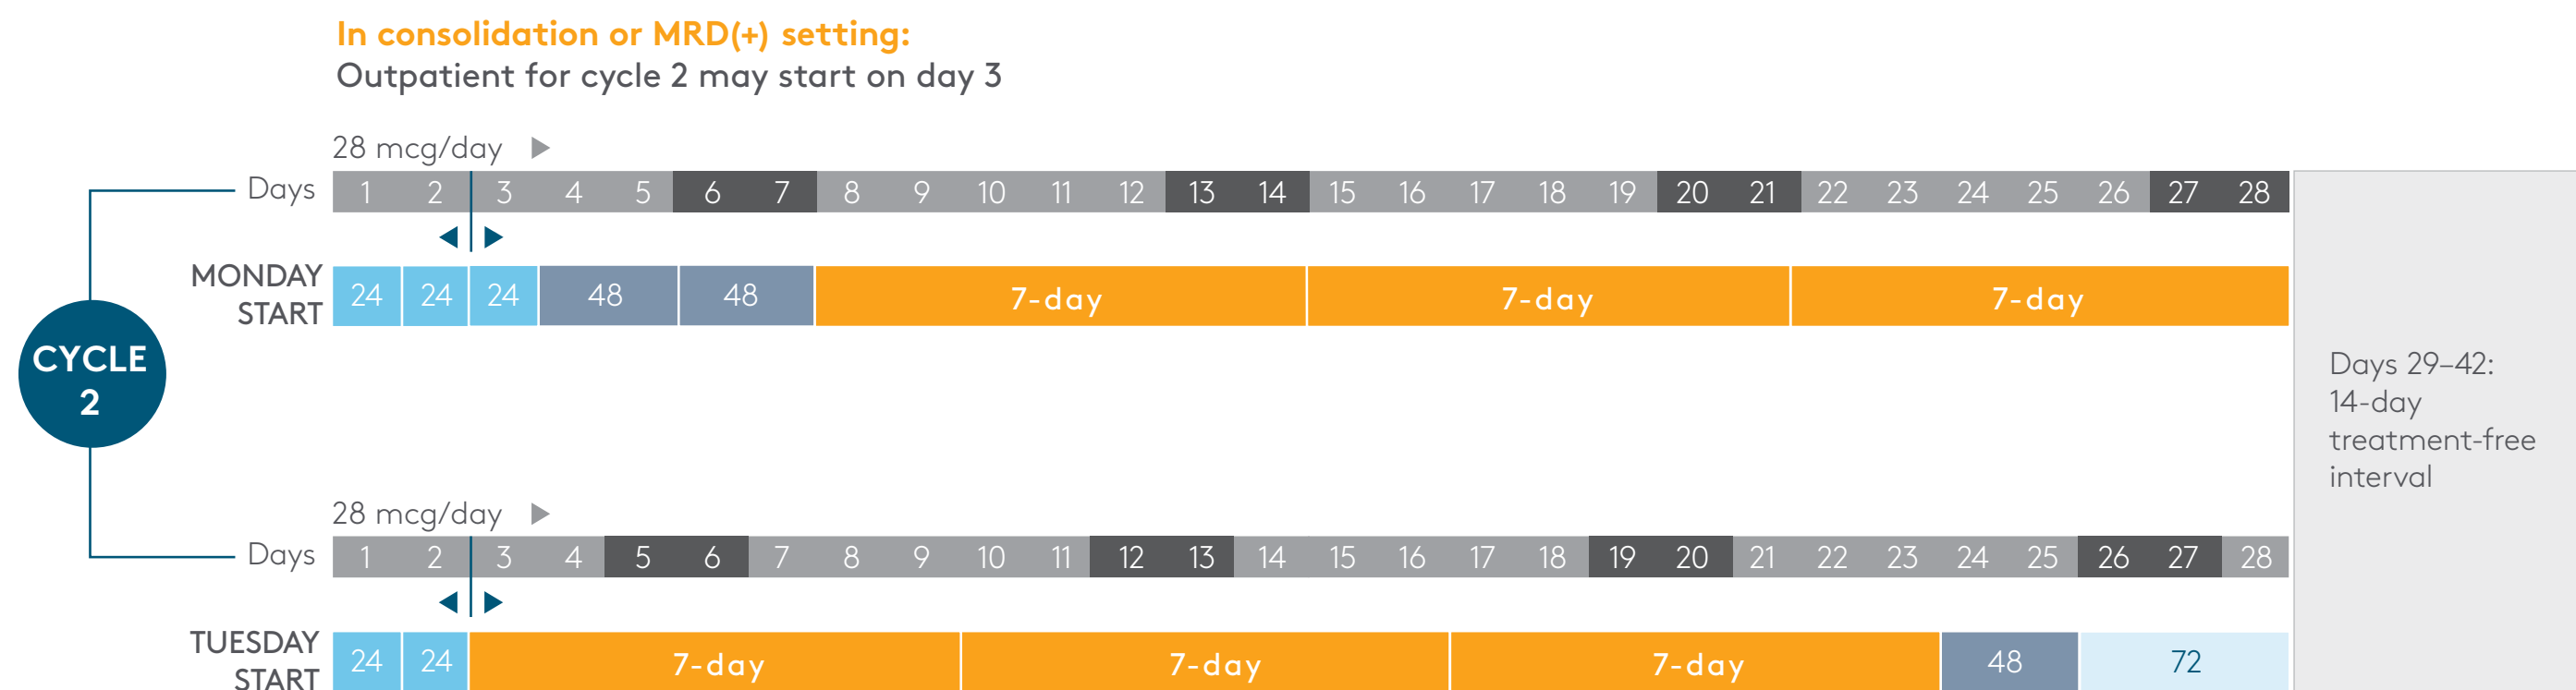 In consolidation or MRD(+) setting:
Outpatient for cycle 2 may start on day 3
28 mcg/day
Days 1 2 3 4 5 6 7 8 9 10 11 12 13 14 15 16 17 18 19 20 21 22 23 24 25 26 27 28
MONDAY
START
24 24 24 48 48 7-day 7-day 7-day
CYCLE
2
Days 29–42:
14-day
treatment-free
interval
28 mcg/day
Days 1 2 3 4 5 6 7 8 9 10 11 12 13 14 15 16 17 18 19 20 21 22 23 24 25 26 27 28
TUESDAY
START
24 24 7-day 7-day 7-day 48 72